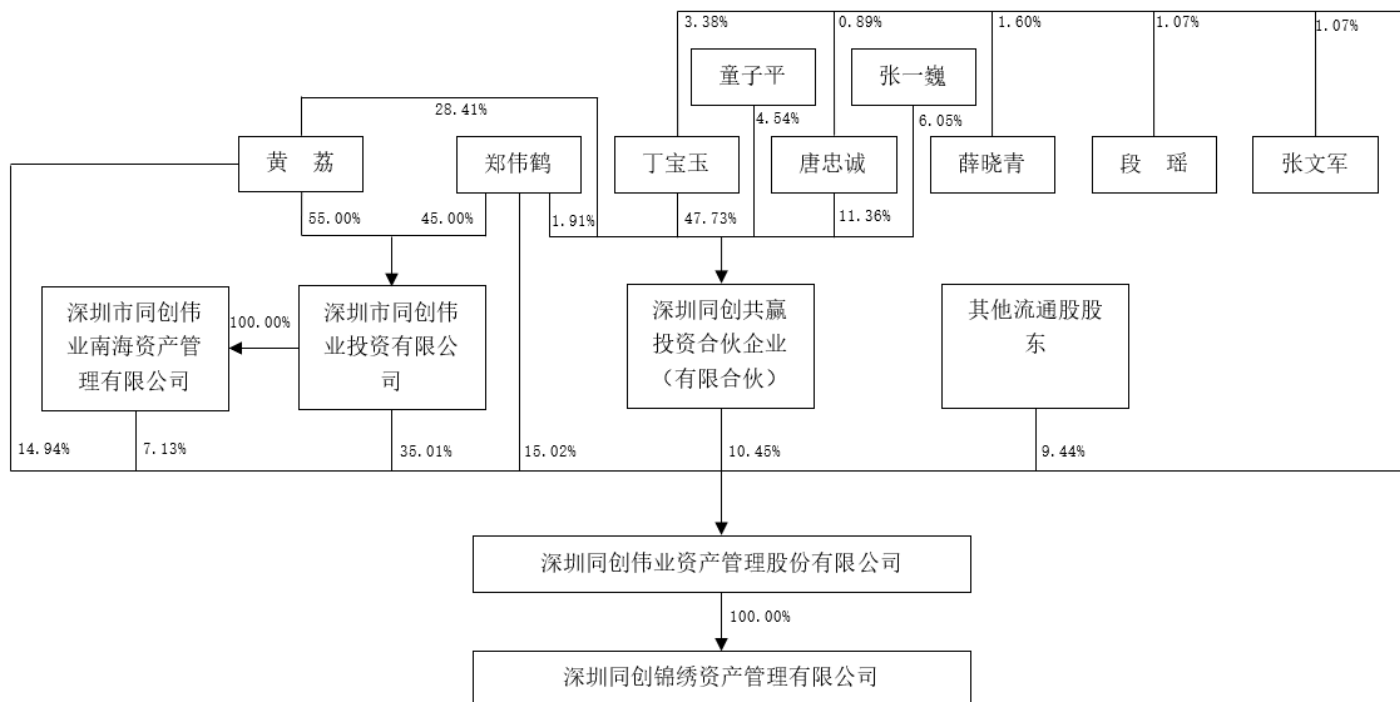 3.38%
0.89%
1.60%
1.07%
1.07%
童子平
张一巍
28.41%
4.54%
6.05%
黄 荔
郑伟鹤
丁宝玉
唐忠诚
薛晓青
段 瑶
张文军
55.00%
45.00%
1.91%
47.73%
11.36%
深圳市同创伟
业南海资产管
理有限公司
100.00%
深圳市同创伟
业投资有限公
司
深圳同创共赢
投资合伙企业
（有限合伙）
其他流通股股
东
14.94%
7.13%
35.01%
15.02%
10.45%
9.44%
深圳同创伟业资产管理股份有限公司
100.00%
深圳同创锦绣资产管理有限公司